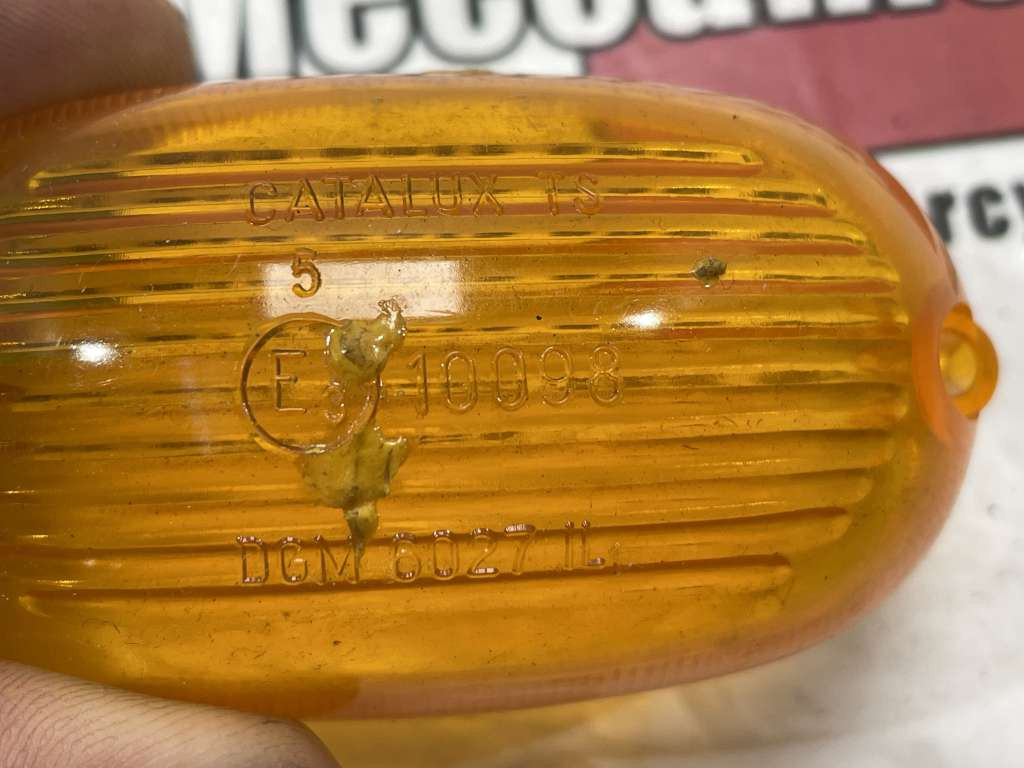 CATALUX TS
5
E3 10098
DGM 6027 IL